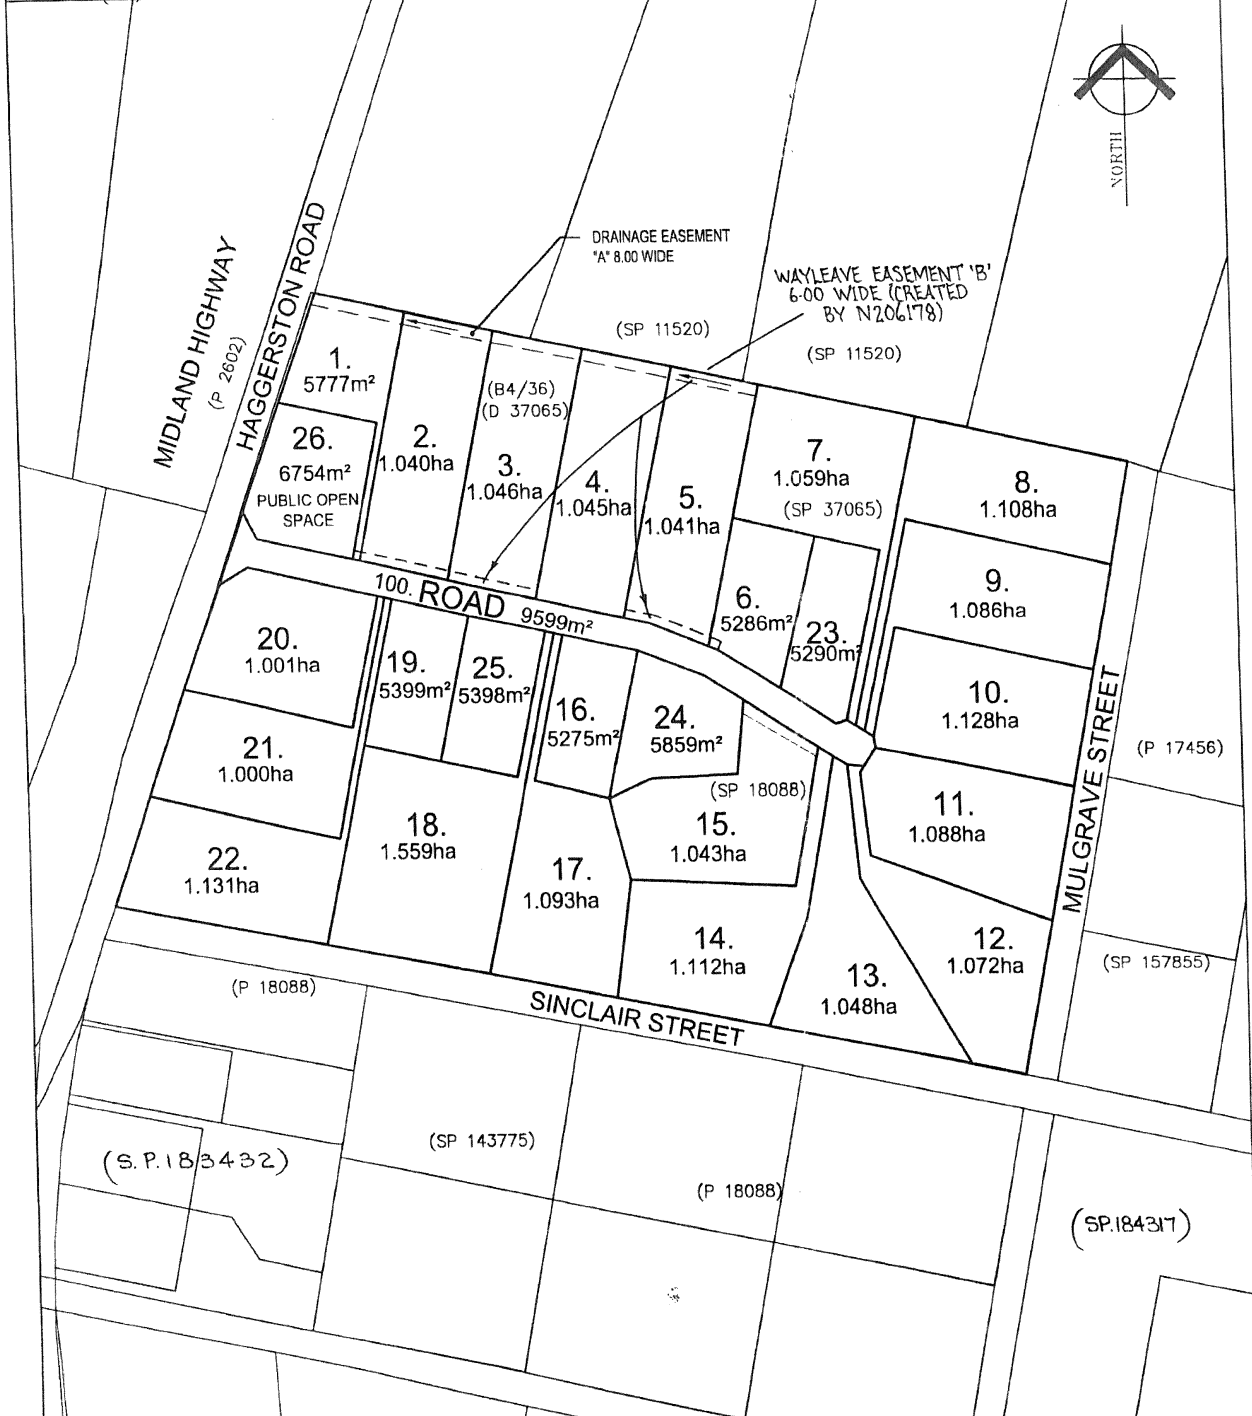 NORTH
DRAINAGE EASEMENT
"A" 8.00 WIDE
WAYLEAVE EASEMENT 'B'
6.00 WIDE (CREATED
BY N206178)
(SP 11520)
(SP 11520)
MIDLAND HIGHWAY
(P 2602)
HAGGERSTON ROAD
1.
5777m²
(B4/36)
(D 37065)
26.
6754m²
PUBLIC OPEN
SPACE
2.
1.040ha
3.
1.046ha
4.
1.045ha
5.
1.041ha
7.
1.059ha
(SP 37065)
8.
1.108ha
9.
1.086ha
6.
5286m²
23.
5290m²
100. ROAD 9599m²
20.
1.001ha
19.
5399m²
25.
5398m²
16.
5275m²
24.
5859m²
10.
1.128ha
MULGRAVE STREET
(P 17456)
21.
1.000ha
(SP 18088)
15.
1.043ha
11.
1.088ha
18.
1.559ha
22.
1.131ha
17.
1.093ha
14.
1.112ha
13.
1.048ha
12.
1.072ha
(SP 157855)
(P 18088)
SINCLAIR STREET
(SP 143775)
(S.P.183432)
(P 18088)
(SP.184317)